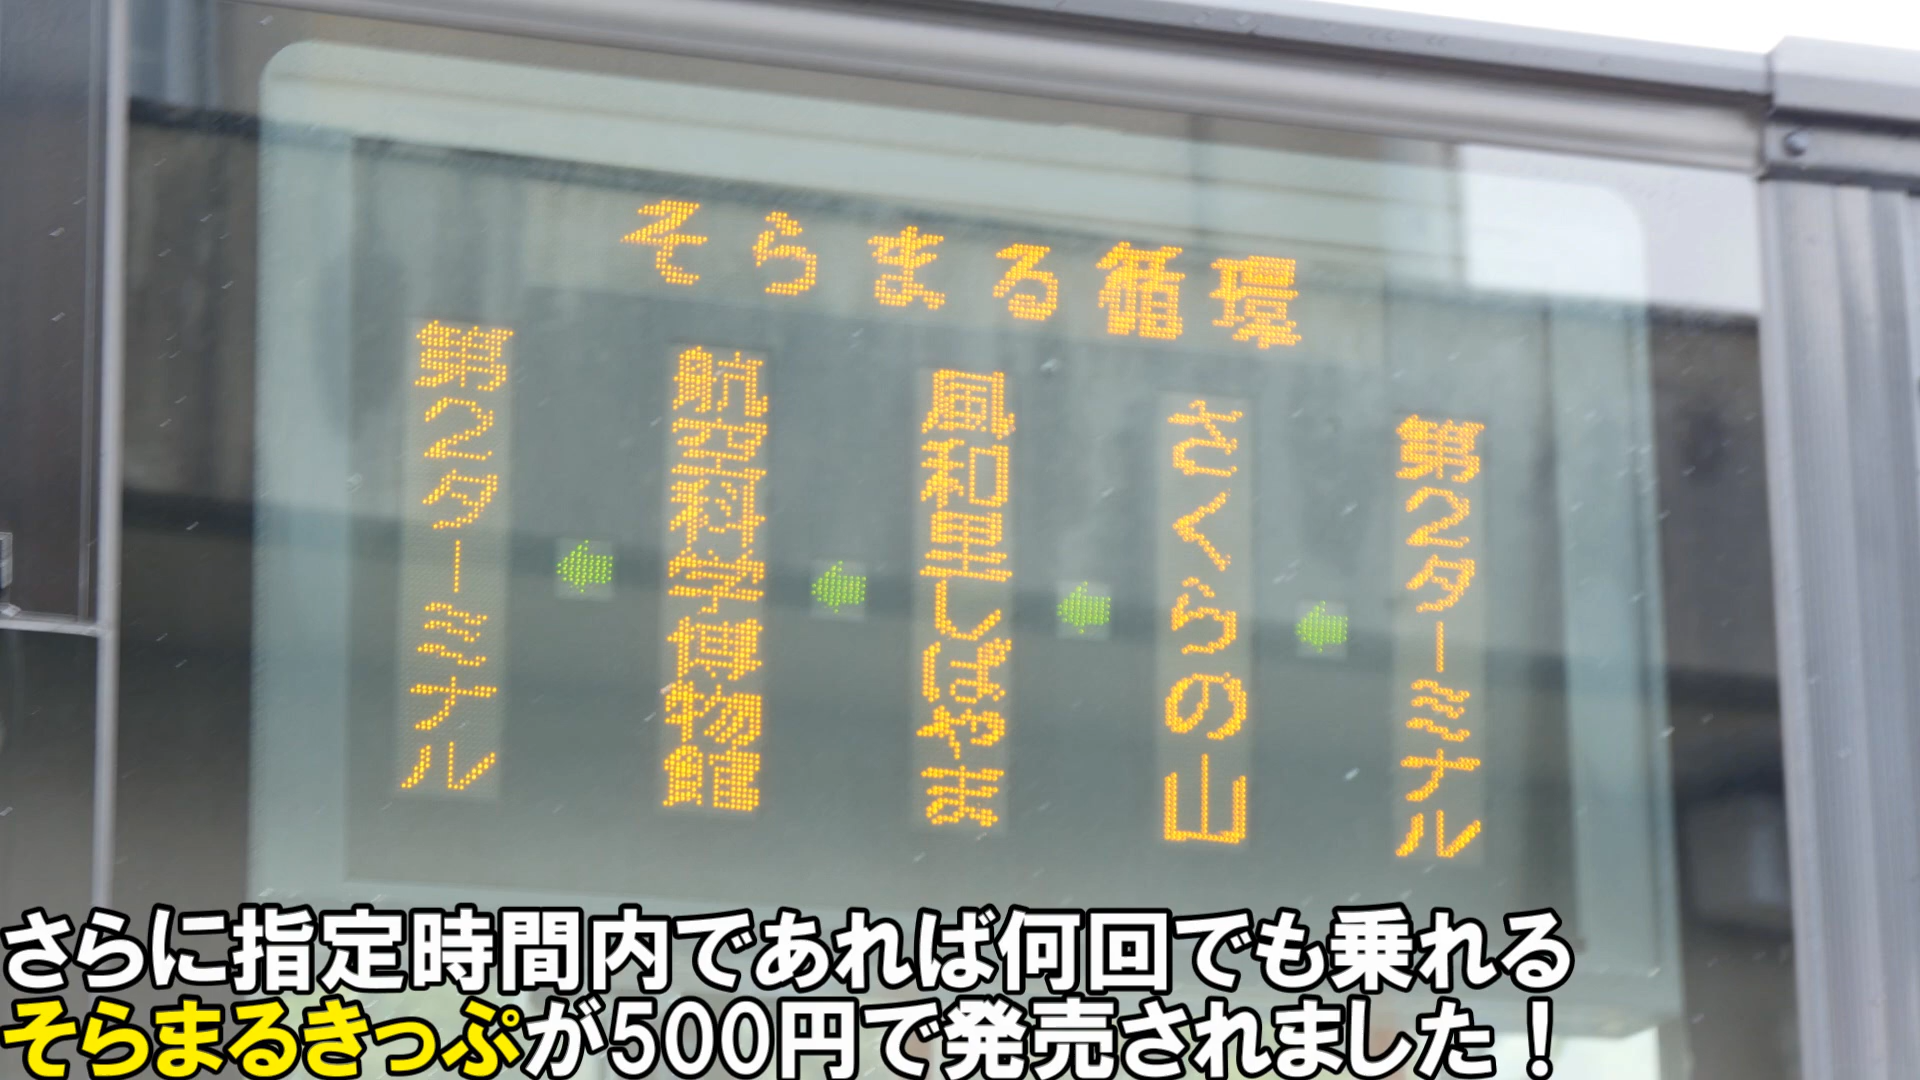 そらまる循環
第2ターミナル
さくらの山
風和里しばやま
航空科学博物館
第2ターミナル
さらに指定時間内であれば何回でも乗れる
そらまるきっぷが500円で発売されました！